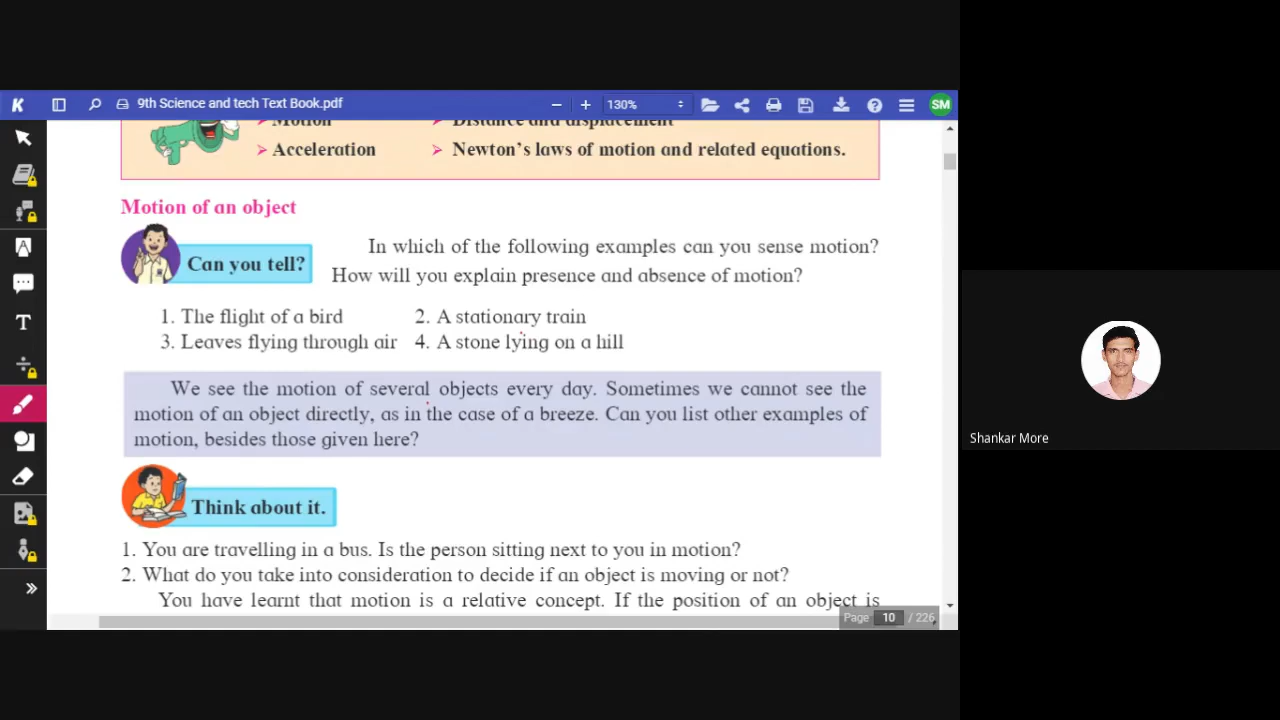 K
9th Science and tech Text Book.pdf
130%
SM
➢ Motion ➢ Distance and displacement
➢ Acceleration ➢ Newton's laws of motion and related equations.
Motion of an object
Can you tell?
In which of the following examples can you sense motion?
How will you explain presence and absence of motion?
1. The flight of a bird 2. A stationary train
3. Leaves flying through air 4. A stone lying on a hill
We see the motion of several objects every day. Sometimes we cannot see the
motion of an object directly, as in the case of a breeze. Can you list other examples of
motion, besides those given here?
Think about it.
1. You are travelling in a bus. Is the person sitting next to you in motion?
2. What do you take into consideration to decide if an object is moving or not?
You have learnt that motion is a relative concept. If the position of an object is
Page 10 / 226
Shankar More